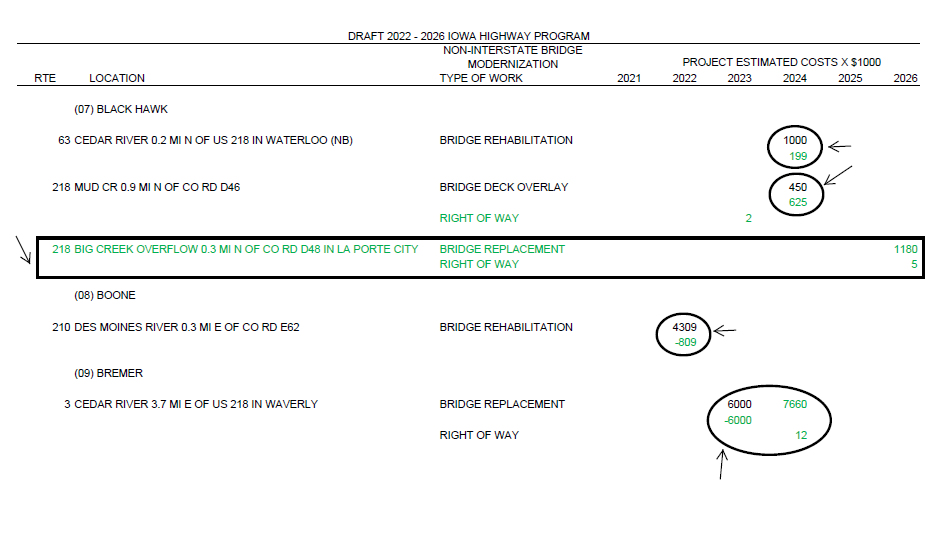 DRAFT 2022 - 2026 IOWA HIGHWAY PROGRAM
NON-INTERSTATE BRIDGE
MODERNIZATION
PROJECT ESTIMATED COSTS X $1000
RTE LOCATION TYPE OF WORK 2021 2022 2023 2024 2025 2026
(07) BLACK HAWK
63 CEDAR RIVER 0.2 MI N OF US 218 IN WATERLOO (NB) BRIDGE REHABILITATION 1000
199
218 MUD CR 0.9 MI N OF CO RD D46 BRIDGE DECK OVERLAY 450
625
RIGHT OF WAY 2
218 BIG CREEK OVERFLOW 0.3 MI N OF CO RD D48 IN LA PORTE CITY BRIDGE REPLACEMENT 1180
RIGHT OF WAY 5
(08) BOONE
210 DES MOINES RIVER 0.3 MI E OF CO RD E62 BRIDGE REHABILITATION 4309
-809
(09) BREMER
3 CEDAR RIVER 3.7 MI E OF US 218 IN WAVERLY BRIDGE REPLACEMENT 6000 7660
-6000
RIGHT OF WAY 12